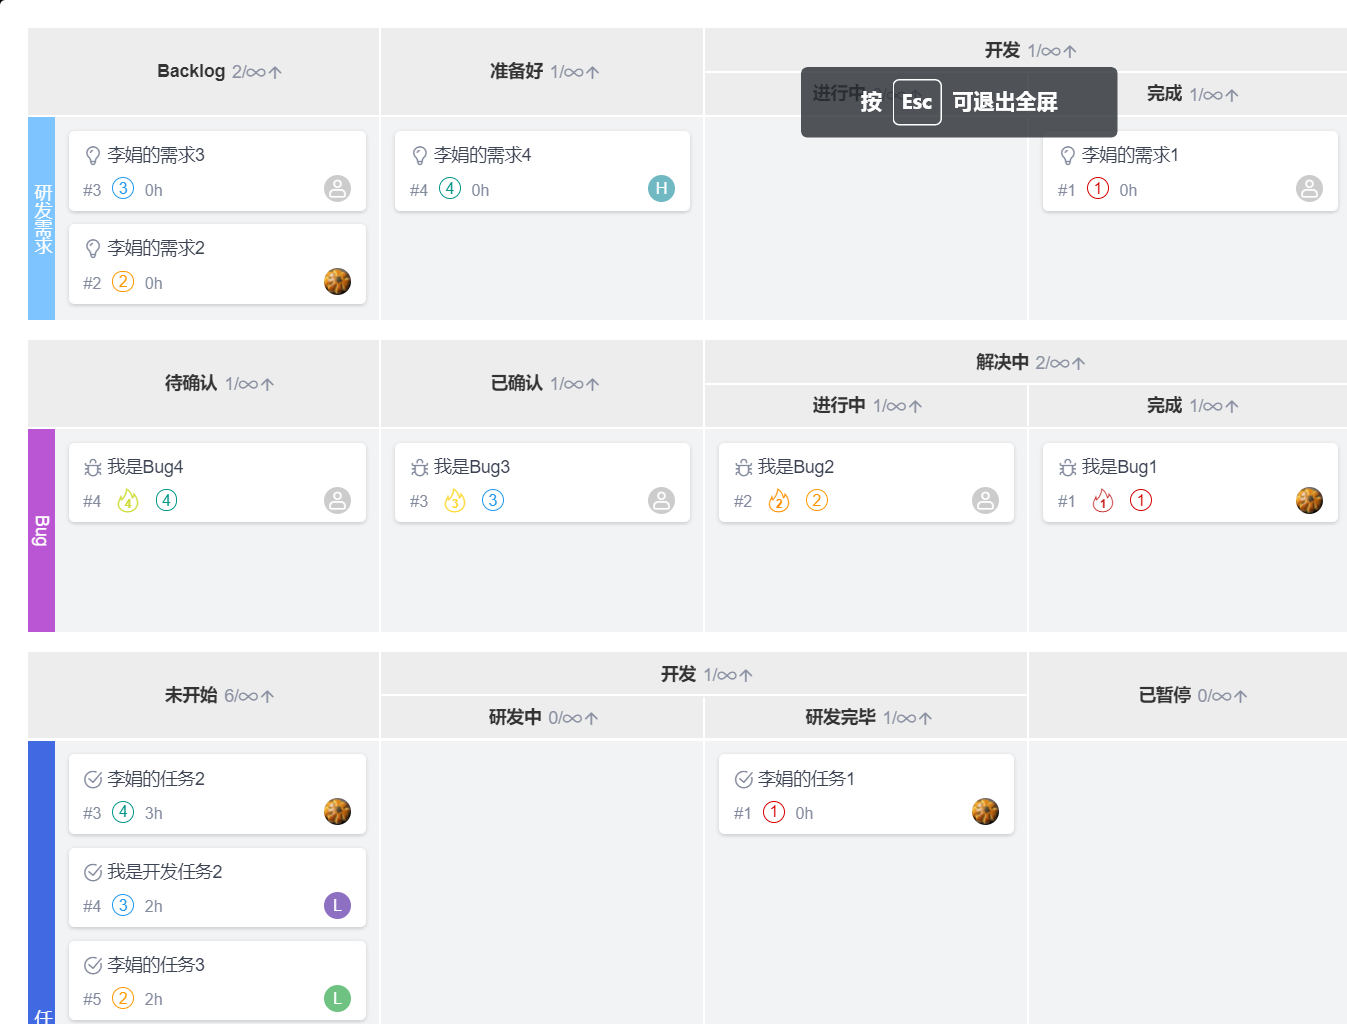 Backlog 2/∞↑
准备好 1/∞↑
开发 1/∞↑
进行中
完成 1/∞↑
按 Esc 可退出全屏
研发需求
李娟的需求3
#3 3 0h
李娟的需求2
#2 2 0h
李娟的需求4
#4 4 0h H
李娟的需求1
#1 1 0h
待确认 1/∞↑
已确认 1/∞↑
解决中 2/∞↑
进行中 1/∞↑
完成 1/∞↑
Bug
我是Bug4
#4 4 4
我是Bug3
#3 3 3
我是Bug2
#2 2 2
我是Bug1
#1 1 1
未开始 6/∞↑
开发 1/∞↑
研发中 0/∞↑
研发完毕 1/∞↑
已暂停 0/∞↑
任
李娟的任务2
#3 4 3h
我是开发任务2
#4 3 2h L
李娟的任务3
#5 2 2h L
李娟的任务1
#1 1 0h